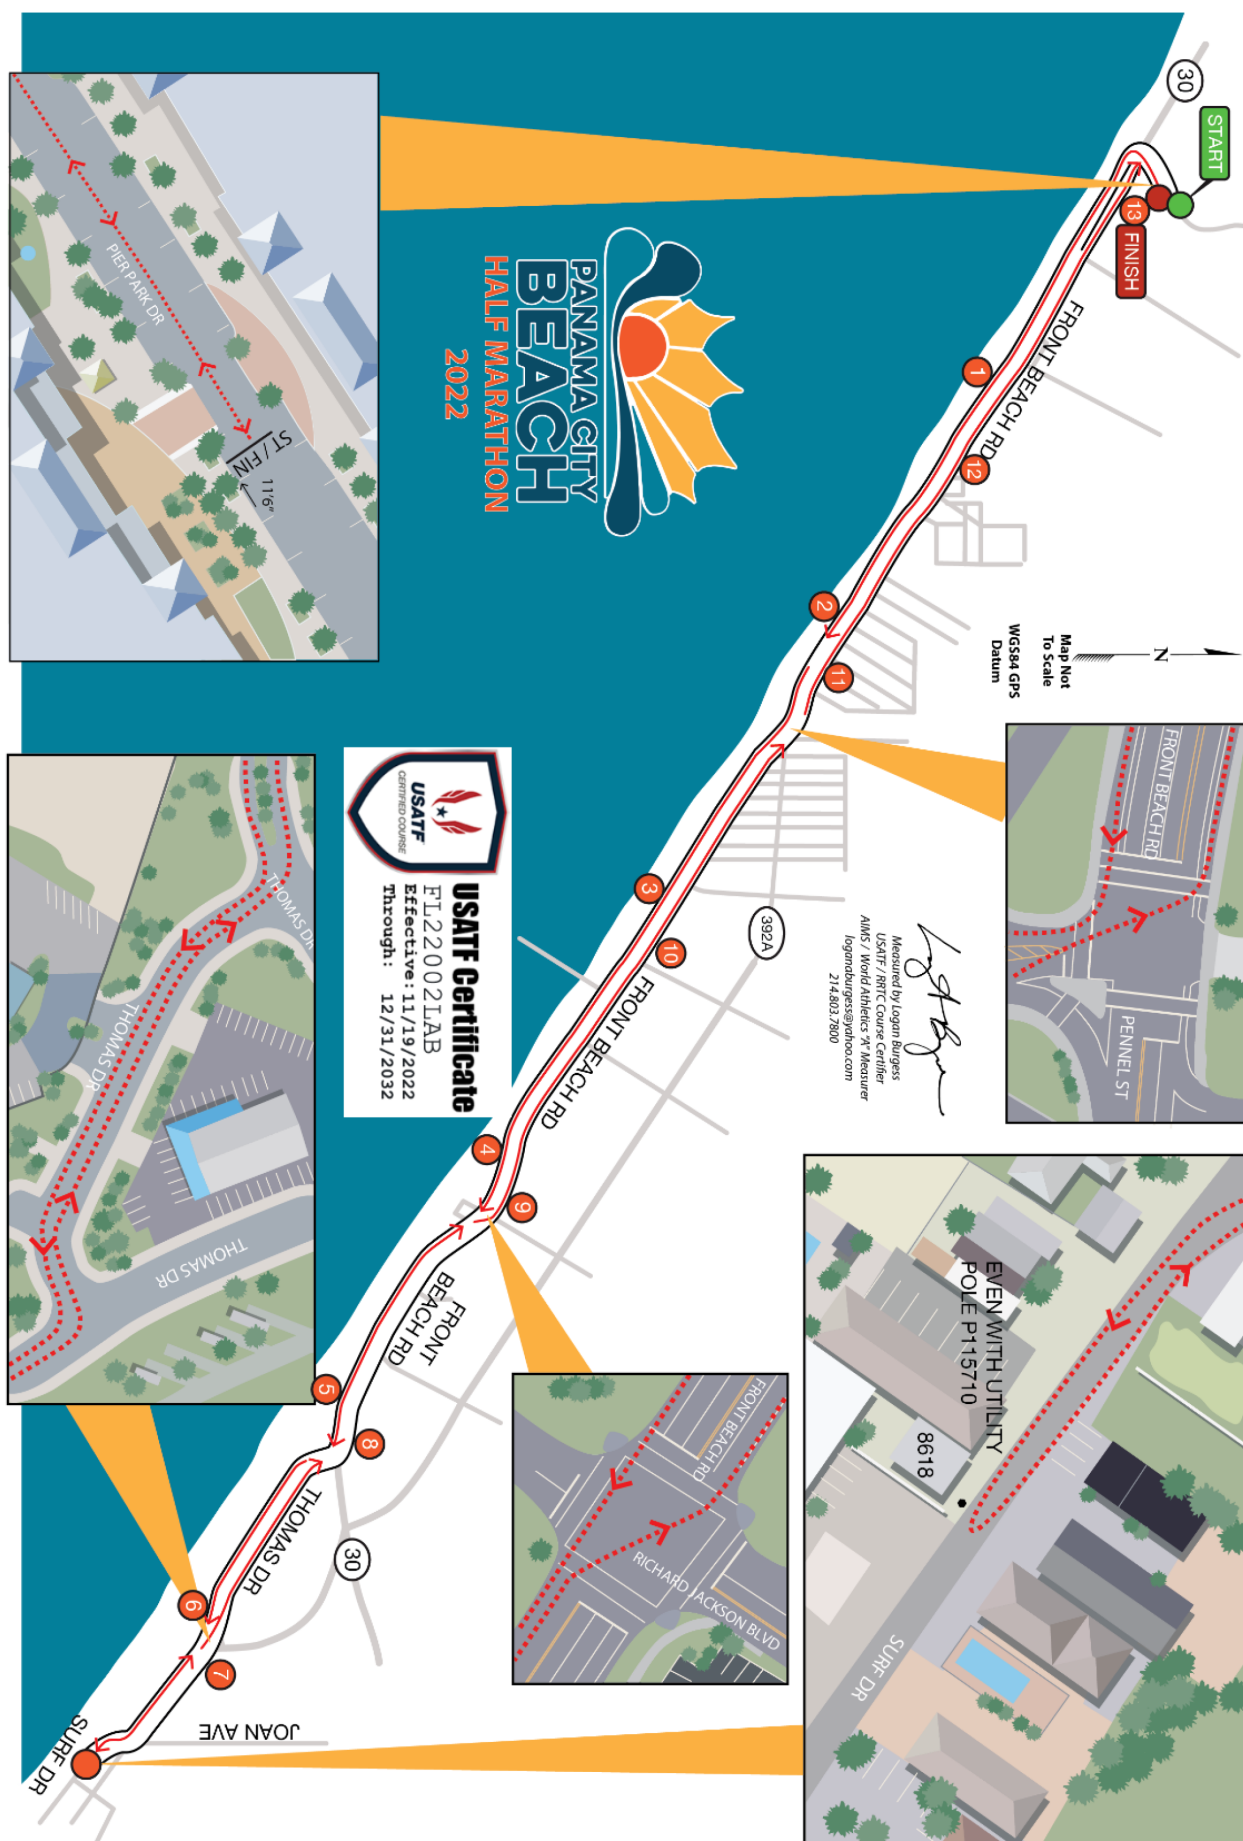 30
START
13
FINISH
FRONT BEACH RD
1
12
PANAMA CITY
BEACH
HALF MARATHON
2022
PIER PARK DR
ST / FIN
11'6"
2
11
N
Map Not
To Scale
WGS84 GPS
Datum
FRONT BEACH RD
PENNEL ST
3
10
392A
Measured by Logan Burgess
USATF / RRTC Course Certifier
AIMS / World Athletics "A" Measurer
loganaburgess@yahoo.com
214.803.7800
FRONT BEACH RD
USATF
CERTIFIED COURSE
USATF Certificate
FL22002LAB
Effective: 11/19/2022
Through: 12/31/2032
4
9
FRONT
BEACH RD
5
8
THOMAS DR
30
6
7
JOAN AVE
SURF DR
THOMAS DR
THOMAS DR
THOMAS DR
FRONT BEACH RD
RICHARD JACKSON BLVD
EVEN WITH UTILITY
POLE P115710
8618
SURF DR